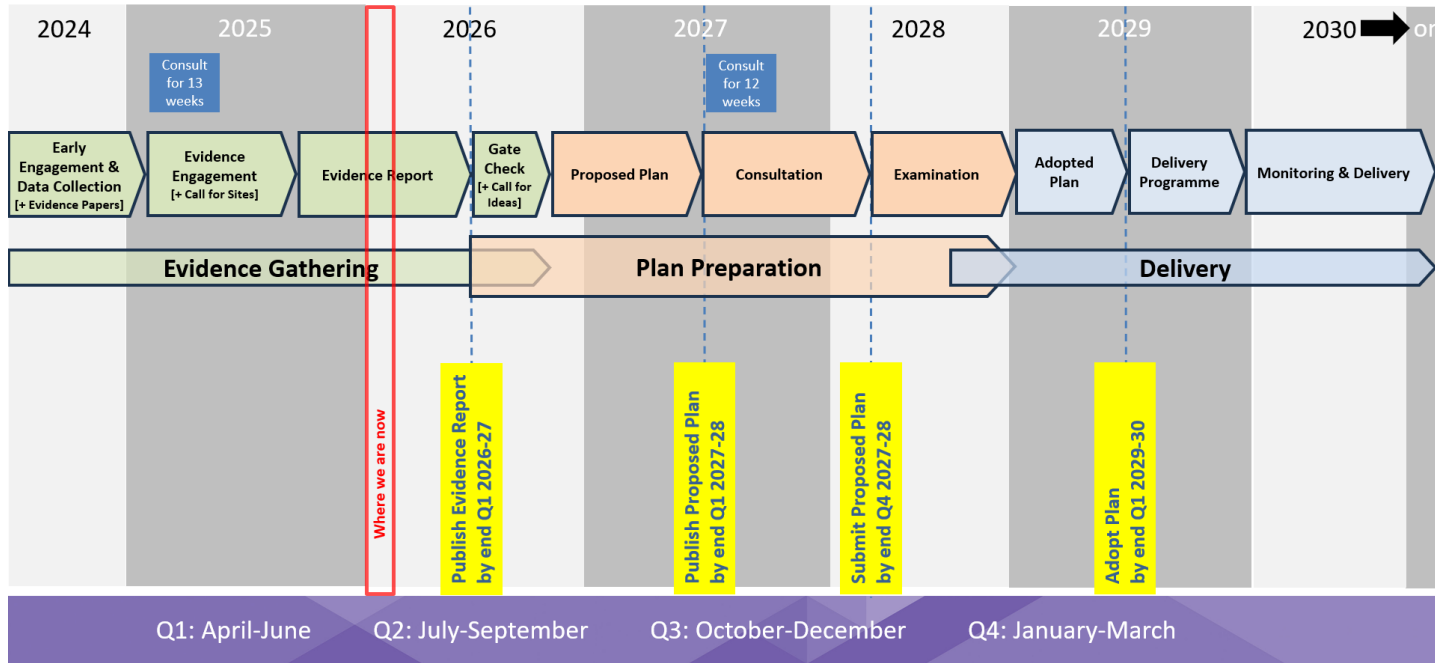 2024
2025
2026
2027
2028
2029
2030
Consult
for 13
weeks
Consult
for 12
weeks
Early
Engagement &
Data Collection
[+ Evidence Papers]
Evidence
Engagement
[+ Call for Sites]
Evidence Report
Gate
Check
[+ Call for
Ideas]
Proposed Plan
Consultation
Examination
Adopted
Plan
Delivery
Programme
Monitoring & Delivery
Evidence Gathering
Plan Preparation
Delivery
Where we are now
Publish Evidence Report
by end Q1 2026-27
Publish Proposed Plan
by end Q1 2027-28
Submit Proposed Plan
by end Q4 2027-28
Adopt Plan
by end Q1 2029-30
Q1: April-June
Q2: July-September
Q3: October-December
Q4: January-March